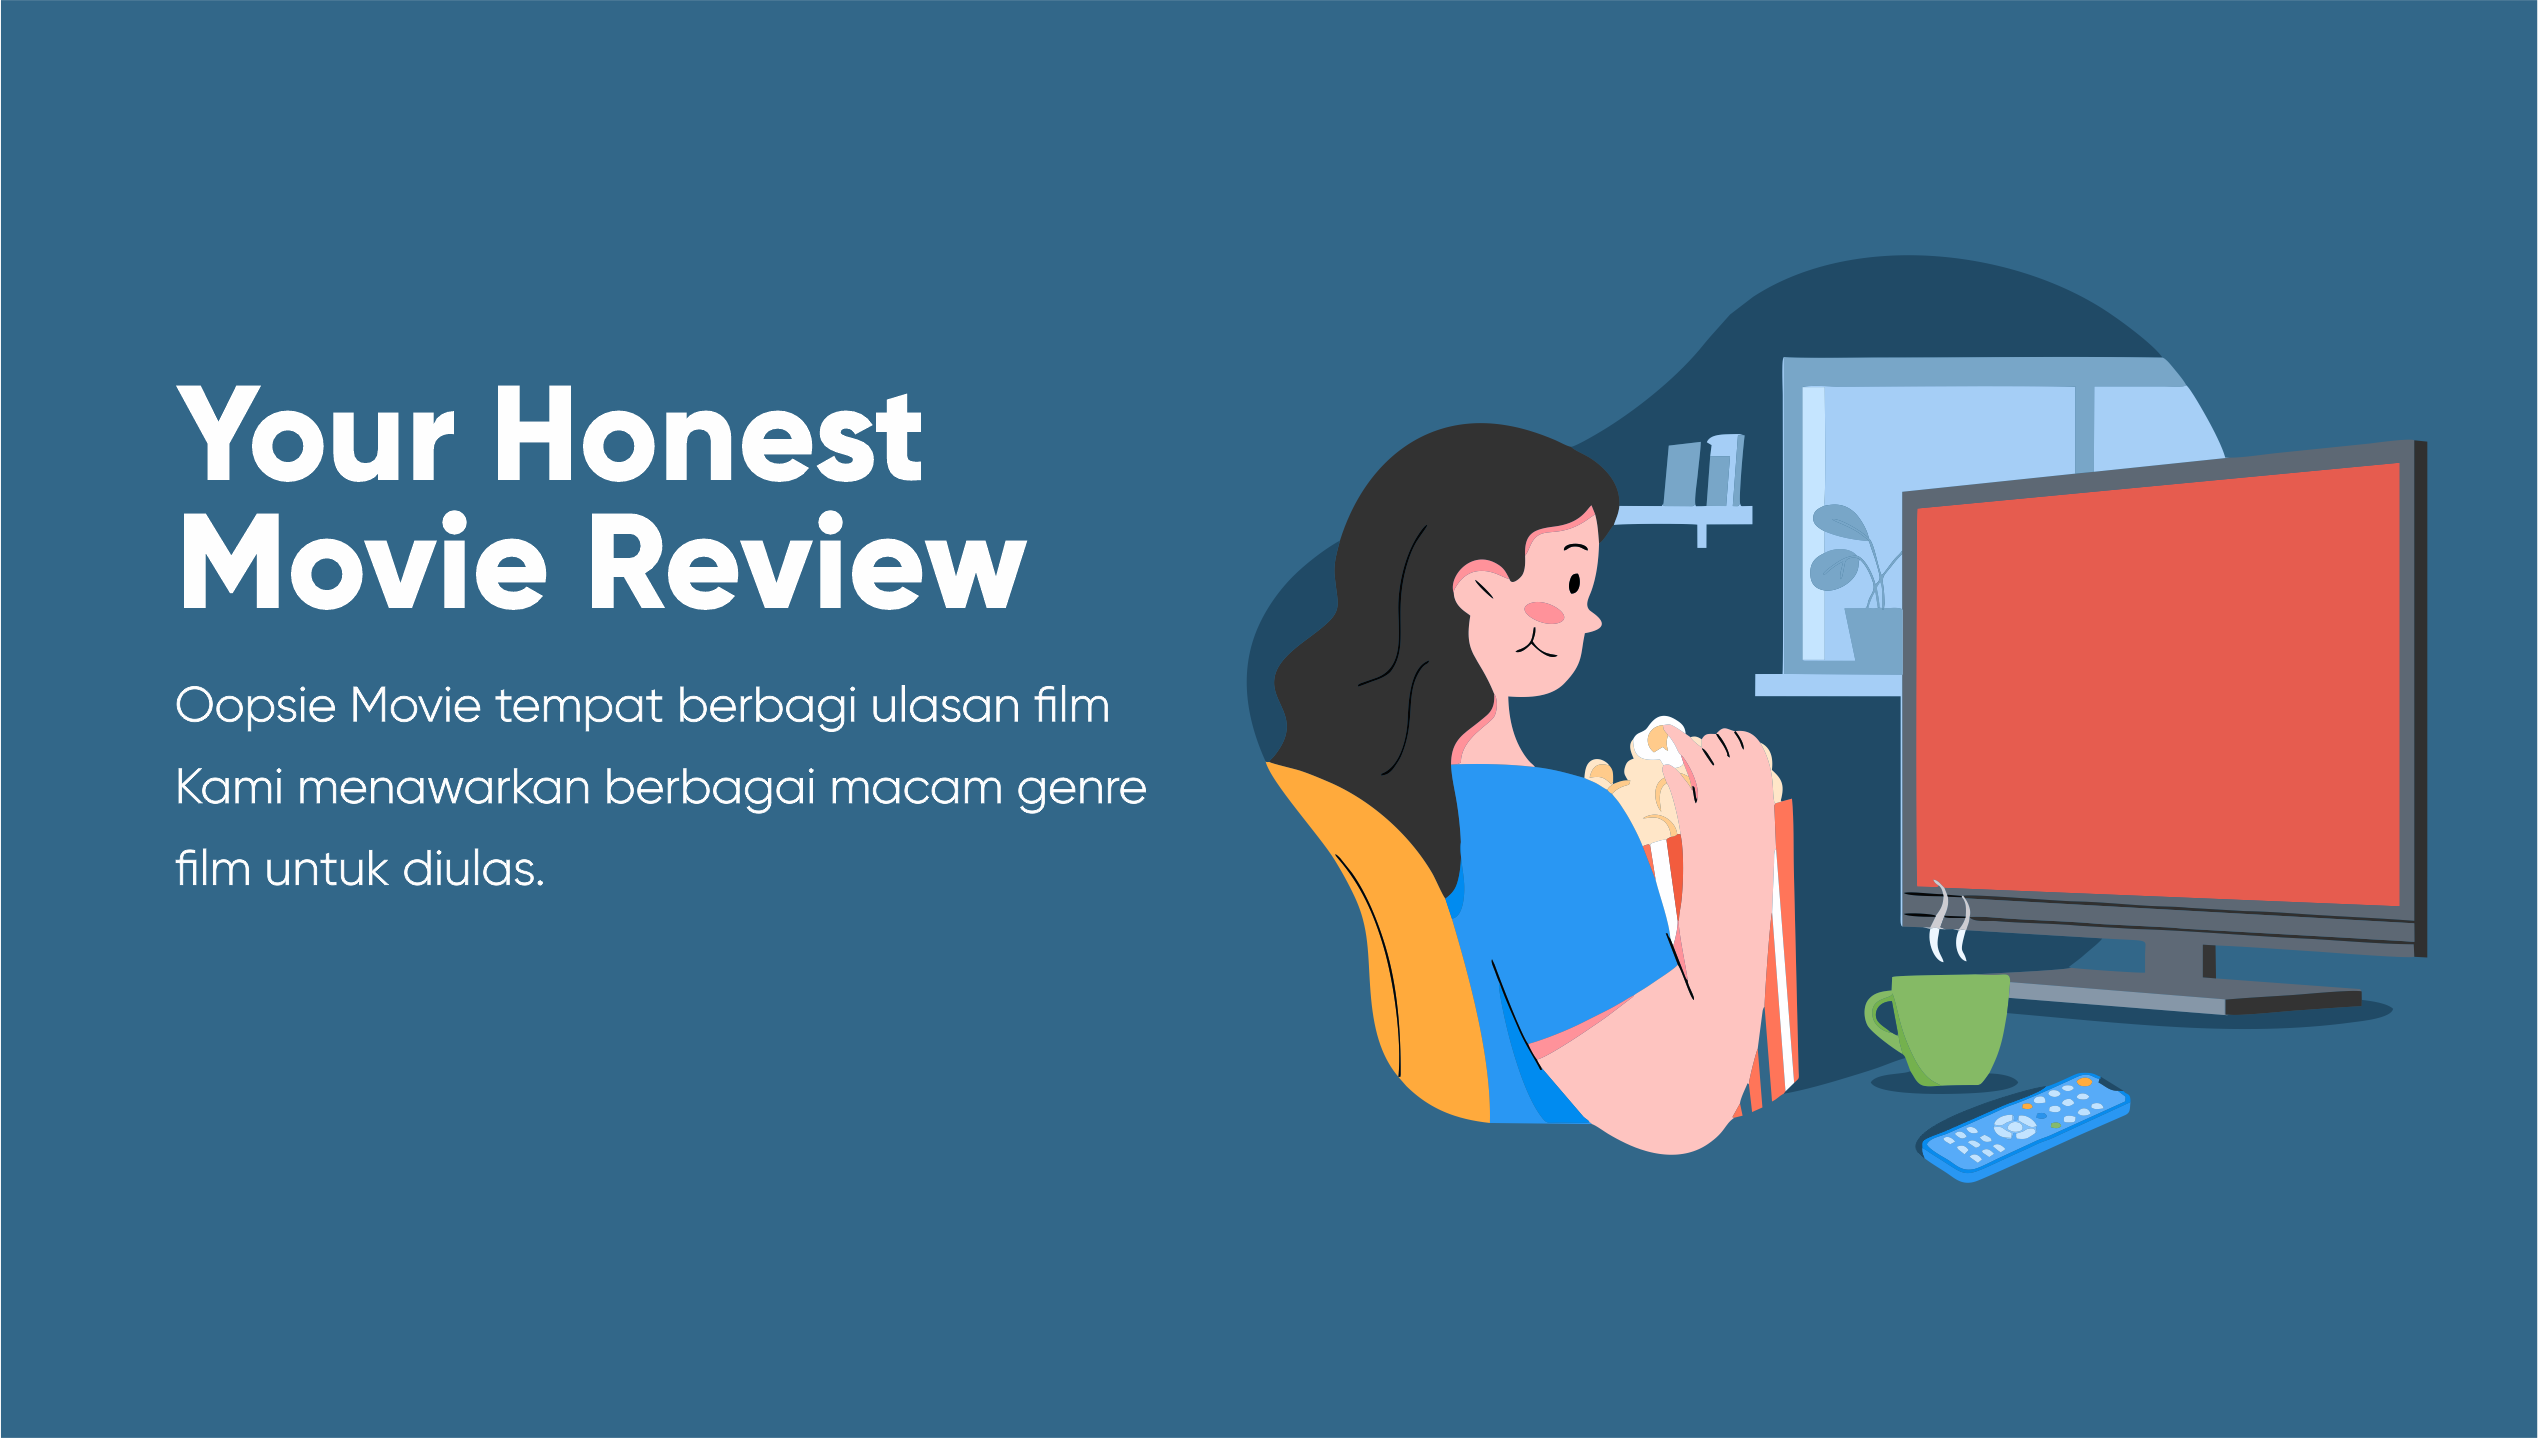 Your Honest
Movie Review
Oopsie Movie tempat berbagi ulasan film
Kami menawarkan berbagai macam genre
film untuk diulas.